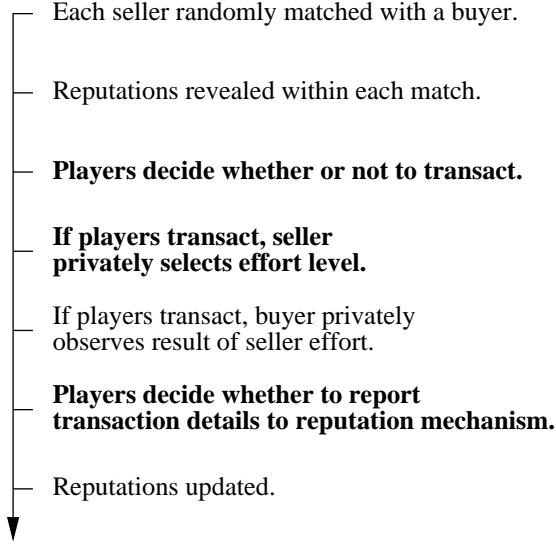 Each seller randomly matched with a buyer.
Reputations revealed within each match.
Players decide whether or not to transact.
If players transact, seller
privately selects effort level.
If players transact, buyer privately
observes result of seller effort.
Players decide whether to report
transaction details to reputation mechanism.
Reputations updated.